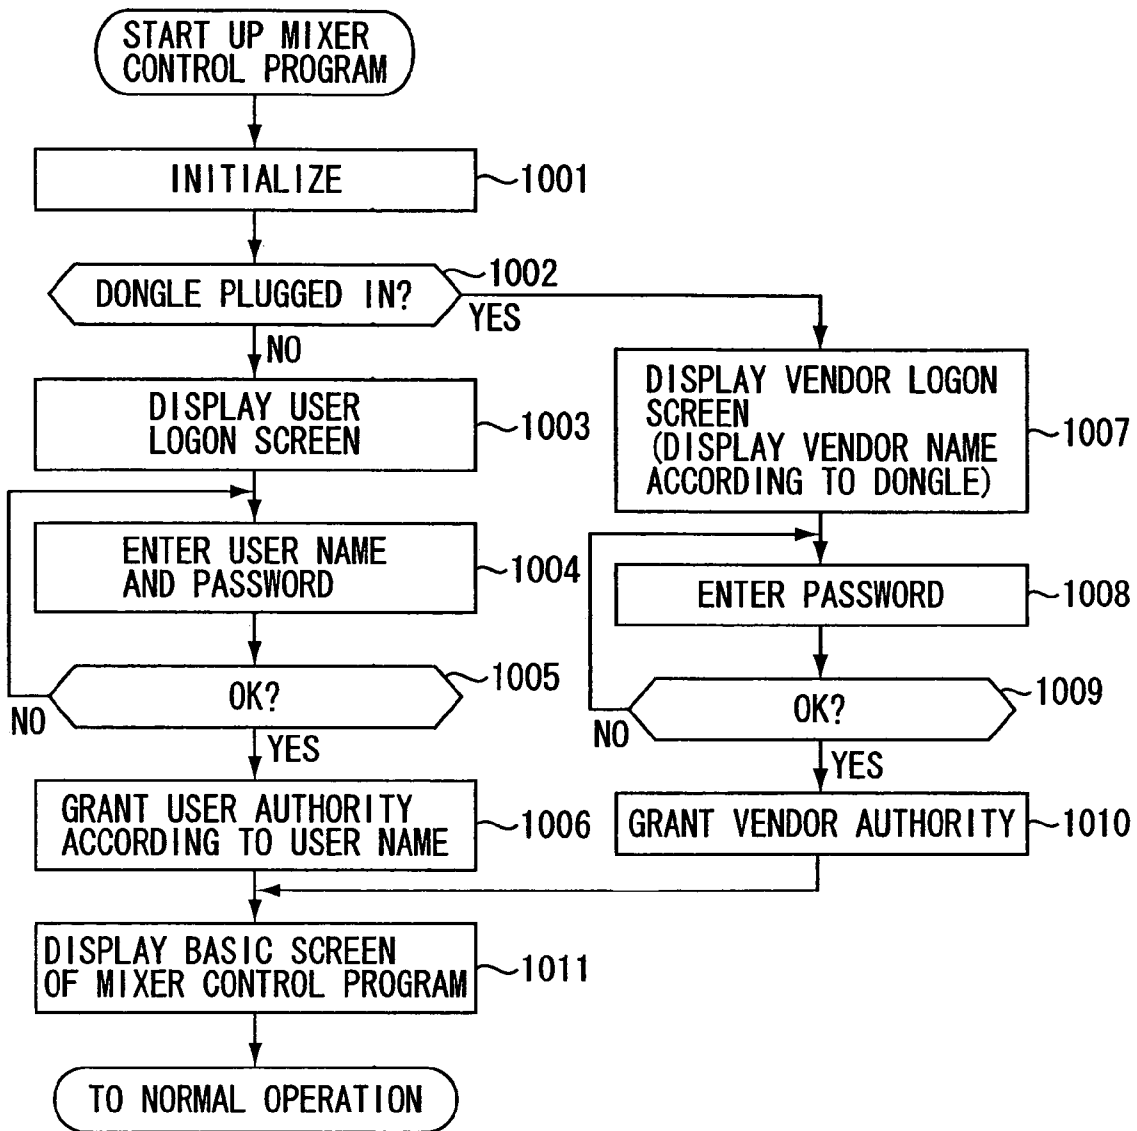 START UP MIXER
CONTROL PROGRAM
INITIALIZE
1001
DONGLE PLUGGED IN?
1002
YES
NO
DISPLAY USER
LOGON SCREEN
1003
ENTER USER NAME
AND PASSWORD
1004
OK?
1005
NO
YES
GRANT USER AUTHORITY
ACCORDING TO USER NAME
1006
DISPLAY VENDOR LOGON
SCREEN
(DISPLAY VENDOR NAME
ACCORDING TO DONGLE)
1007
ENTER PASSWORD
1008
OK?
1009
NO
YES
GRANT VENDOR AUTHORITY
1010
DISPLAY BASIC SCREEN
OF MIXER CONTROL PROGRAM
1011
TO NORMAL OPERATION